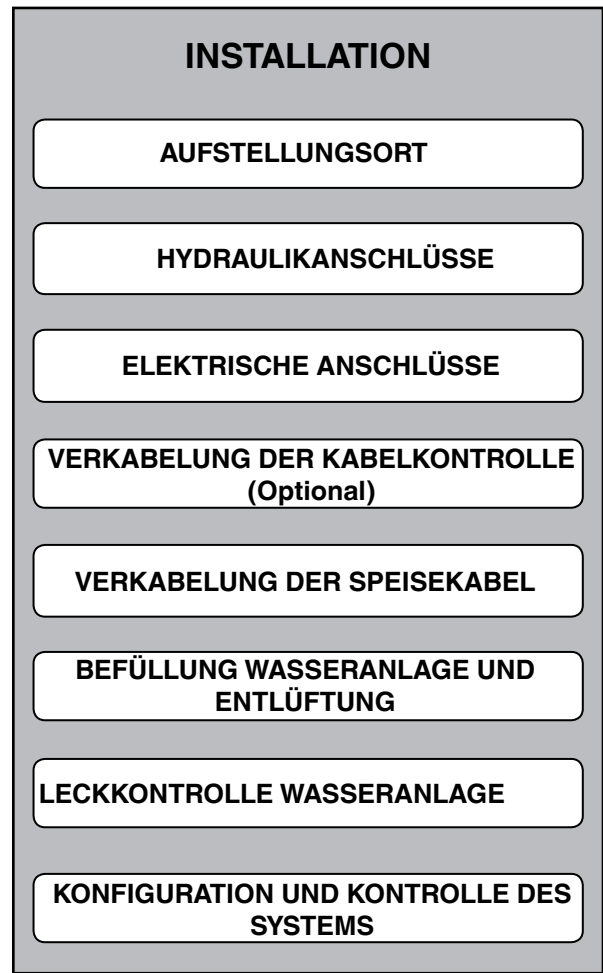 INSTALLATION
AUFSTELLUNGSORT
HYDRAULIKANSCHLÜSSE
ELEKTRISCHE ANSCHLÜSSE
VERKABELUNG DER KABELKONTROLLE
(Optional)
VERKABELUNG DER SPEISEKABEL
BEFÜLLUNG WASSERANLAGE UND
ENTLÜFTUNG
LECKKONTROLLE WASSERANLAGE
KONFIGURATION UND KONTROLLE DES
SYSTEMS